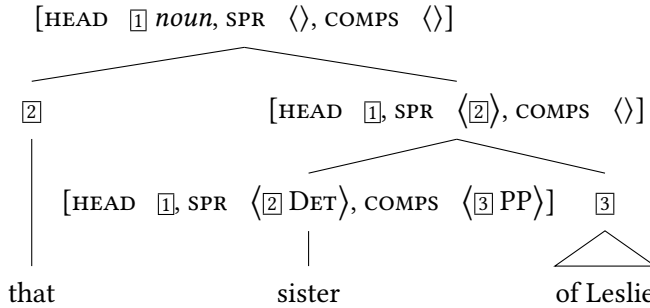 [HEAD 1 noun, SPR ⟨⟩, COMPS ⟨⟩]
2 [HEAD 1, SPR ⟨2⟩, COMPS ⟨⟩]
[HEAD 1, SPR ⟨2 DET⟩, COMPS ⟨3 PP⟩] 3
that sister of Leslie